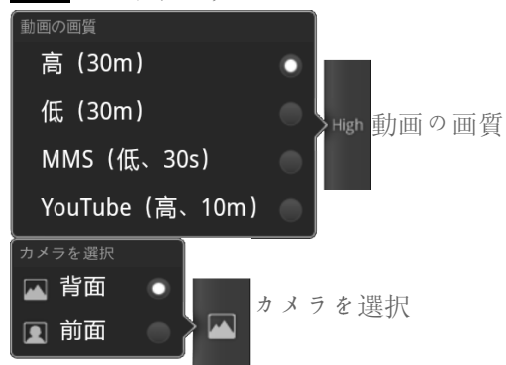 動画の画質
高（30m）
低（30m）
MMS（低、30s）
YouTube（高、10m）
High
動画の画質
カメラを選択
背面
前面
カメラを選択